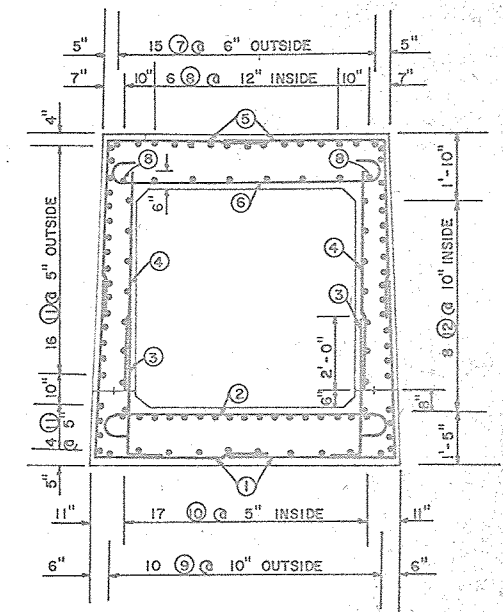 5" 15 ⑦ @ 6" OUTSIDE 5"
7" 10" 6 ⑧ @ 12" INSIDE 10" 7"
4"
⑤
⑧ ⑧
1'-10"
6"
⑥
16 ⑪ @ 5" OUTSIDE
④ ④
8 ⑫ @ 10" INSIDE
③ ③
2'-0"
10"
②
6"
8"
4 ⑪ @ 5"
1'-5"
5"
①
11" 17 ⑩ @ 5" INSIDE 11"
6" 10 ⑨ @ 10" OUTSIDE 6"